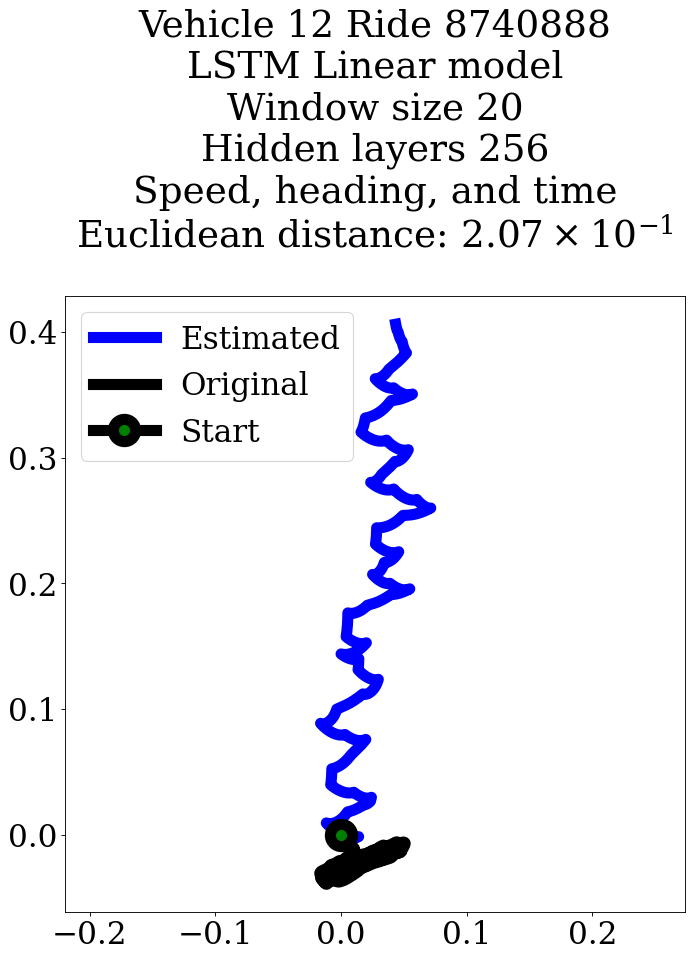 Vehicle 12 Ride 8740888
LSTM Linear model
Window size 20
Hidden layers 256
Speed, heading, and time
Euclidean distance: 2.07 × 10⁻¹
Estimated
Original
Start
0.4
0.3
0.2
0.1
0.0
−0.2 −0.1 0.0 0.1 0.2